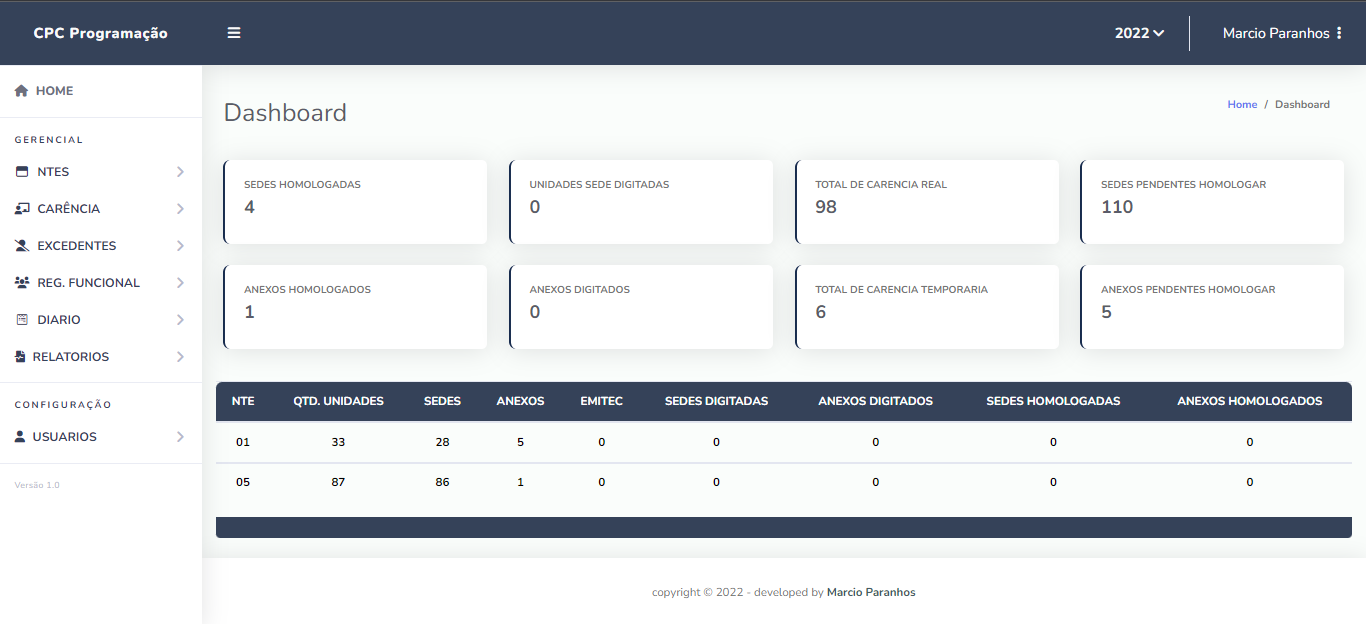 CPC Programação
2022
Marcio Paranhos
HOME
GERENCIAL
NTES
CARÊNCIA
EXCEDENTES
REG. FUNCIONAL
DIARIO
RELATORIOS
CONFIGURAÇÃO
USUARIOS
Versão 1.0
Dashboard
Home / Dashboard
SEDES HOMOLOGADAS
4
UNIDADES SEDE DIGITADAS
0
TOTAL DE CARENCIA REAL
98
SEDES PENDENTES HOMOLOGAR
110
ANEXOS HOMOLOGADOS
1
ANEXOS DIGITADOS
0
TOTAL DE CARENCIA TEMPORARIA
6
ANEXOS PENDENTES HOMOLOGAR
5
NTE QTD. UNIDADES SEDES ANEXOS EMITEC SEDES DIGITADAS ANEXOS DIGITADOS SEDES HOMOLOGADAS ANEXOS HOMOLOGADOS
01 33 28 5 0 0 0 0 0
05 87 86 1 0 0 0 0 0
copyright © 2022 - developed by Marcio Paranhos